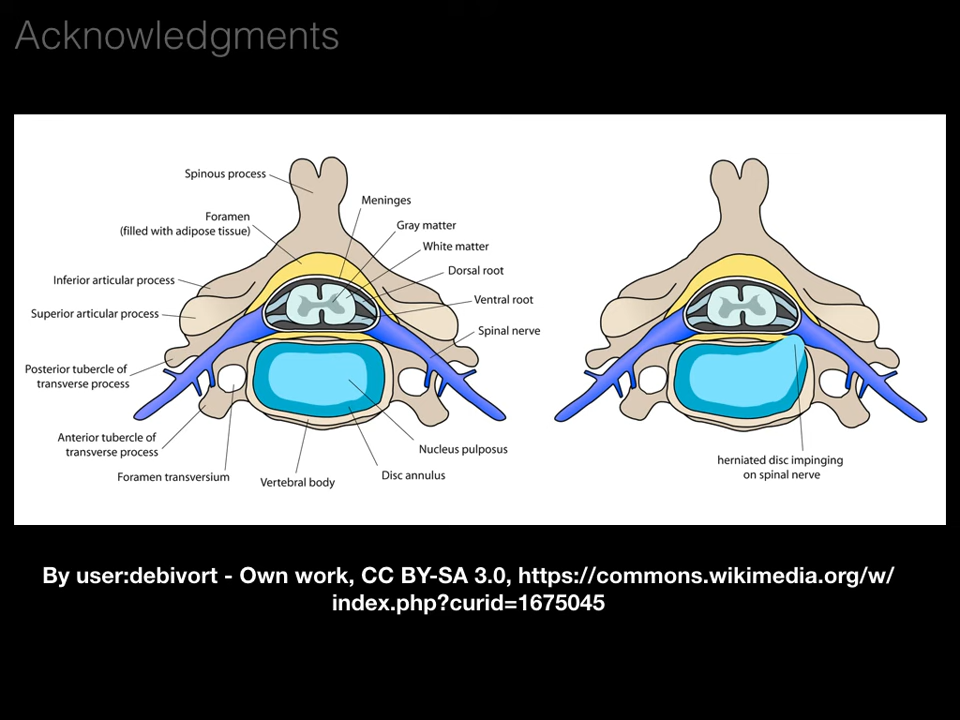 Acknowledgments
Spinous process
Foramen
(filled with adipose tissue)
Inferior articular process
Superior articular process
Posterior tubercle of
transverse process
Anterior tubercle of
transverse process
Foramen transversium
Vertebral body
Meninges
Gray matter
White matter
Dorsal root
Ventral root
Spinal nerve
Nucleus pulposus
Disc annulus
herniated disc impinging
on spinal nerve
By user:debivort - Own work, CC BY-SA 3.0, https://commons.wikimedia.org/w/
index.php?curid=1675045